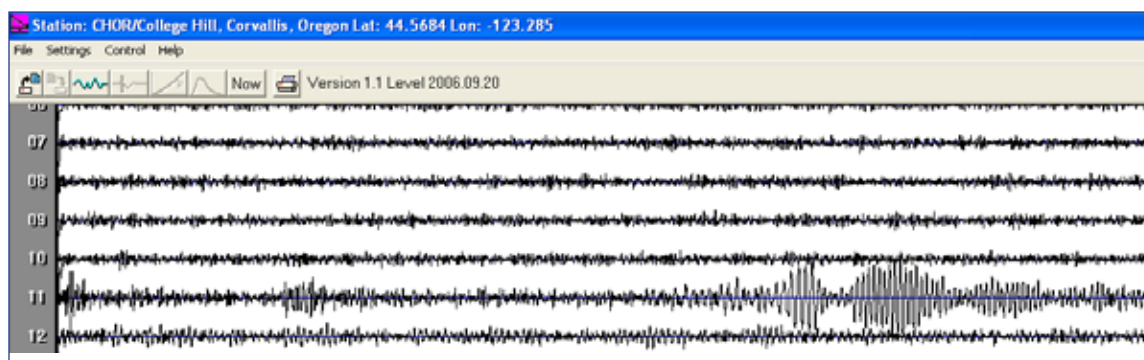 Station: CHOR/College Hill, Corvallis, Oregon Lat: 44.5684 Lon: -123.285
File Settings Control Help
Now Version 1.1 Level 2006.09.20
07
08
09
10
11
12